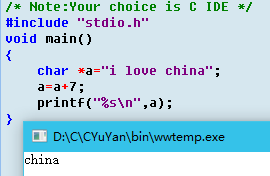 /* Note:Your choice is C IDE */
#include "stdio.h"
void main()
{
    char *a="i love china";
    a=a+7;
    printf("%s\n",a);
}
D:\C\CYuYan\bin\wwtemp.exe
china